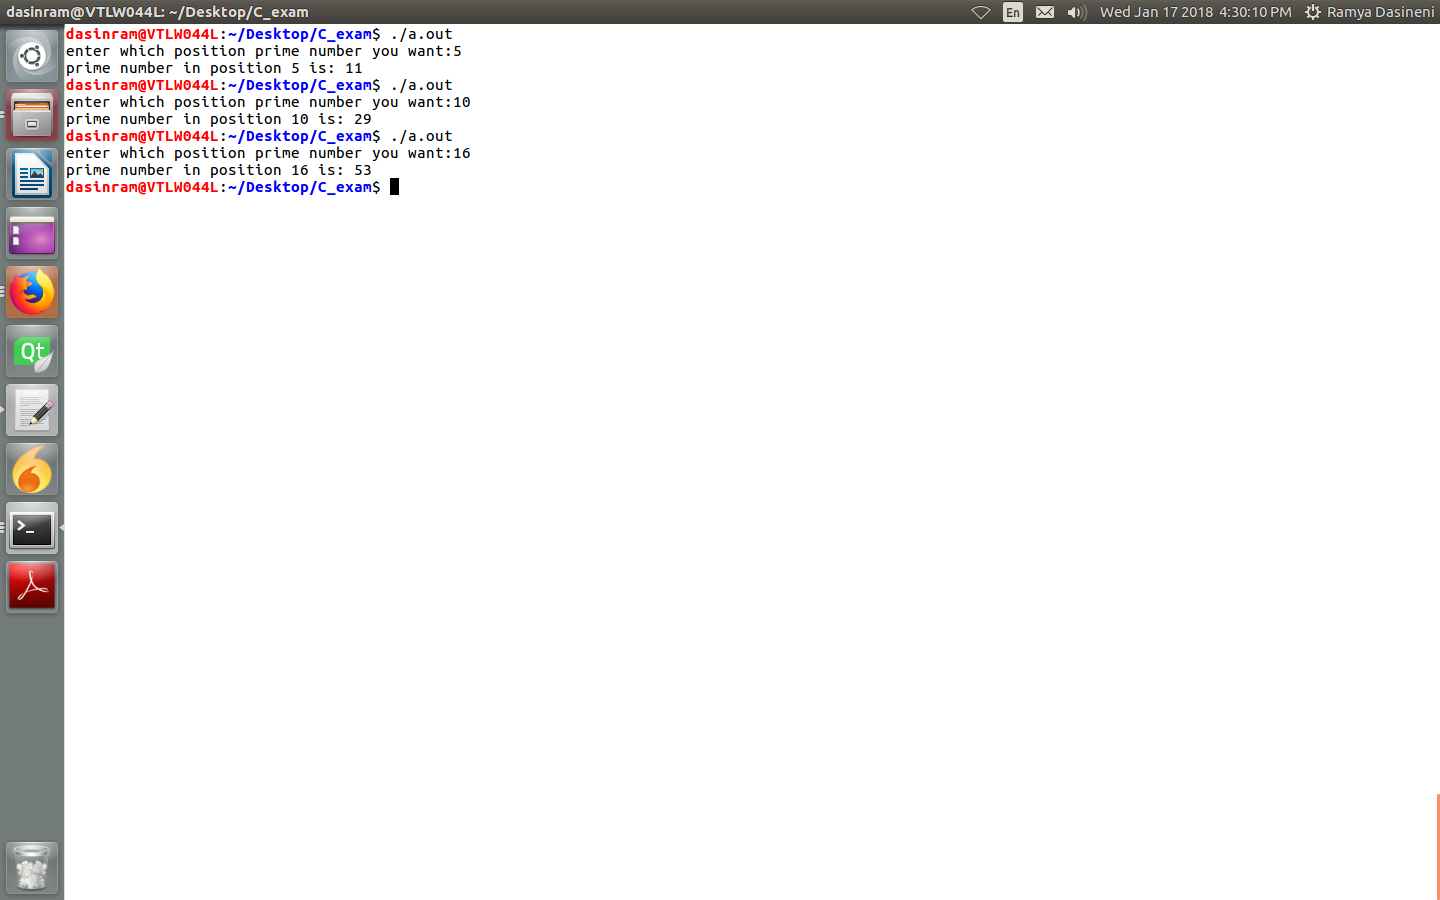 dasinram@VTLW044L: ~/Desktop/C_exam
En
Wed Jan 17 2018 4:30:10 PM
Ramya Dasineni
dasinram@VTLW044L:~/Desktop/C_exam$ ./a.out
enter which position prime number you want:5
prime number in position 5 is: 11
dasinram@VTLW044L:~/Desktop/C_exam$ ./a.out
enter which position prime number you want:10
prime number in position 10 is: 29
dasinram@VTLW044L:~/Desktop/C_exam$ ./a.out
enter which position prime number you want:16
prime number in position 16 is: 53
dasinram@VTLW044L:~/Desktop/C_exam$
Qt
>_